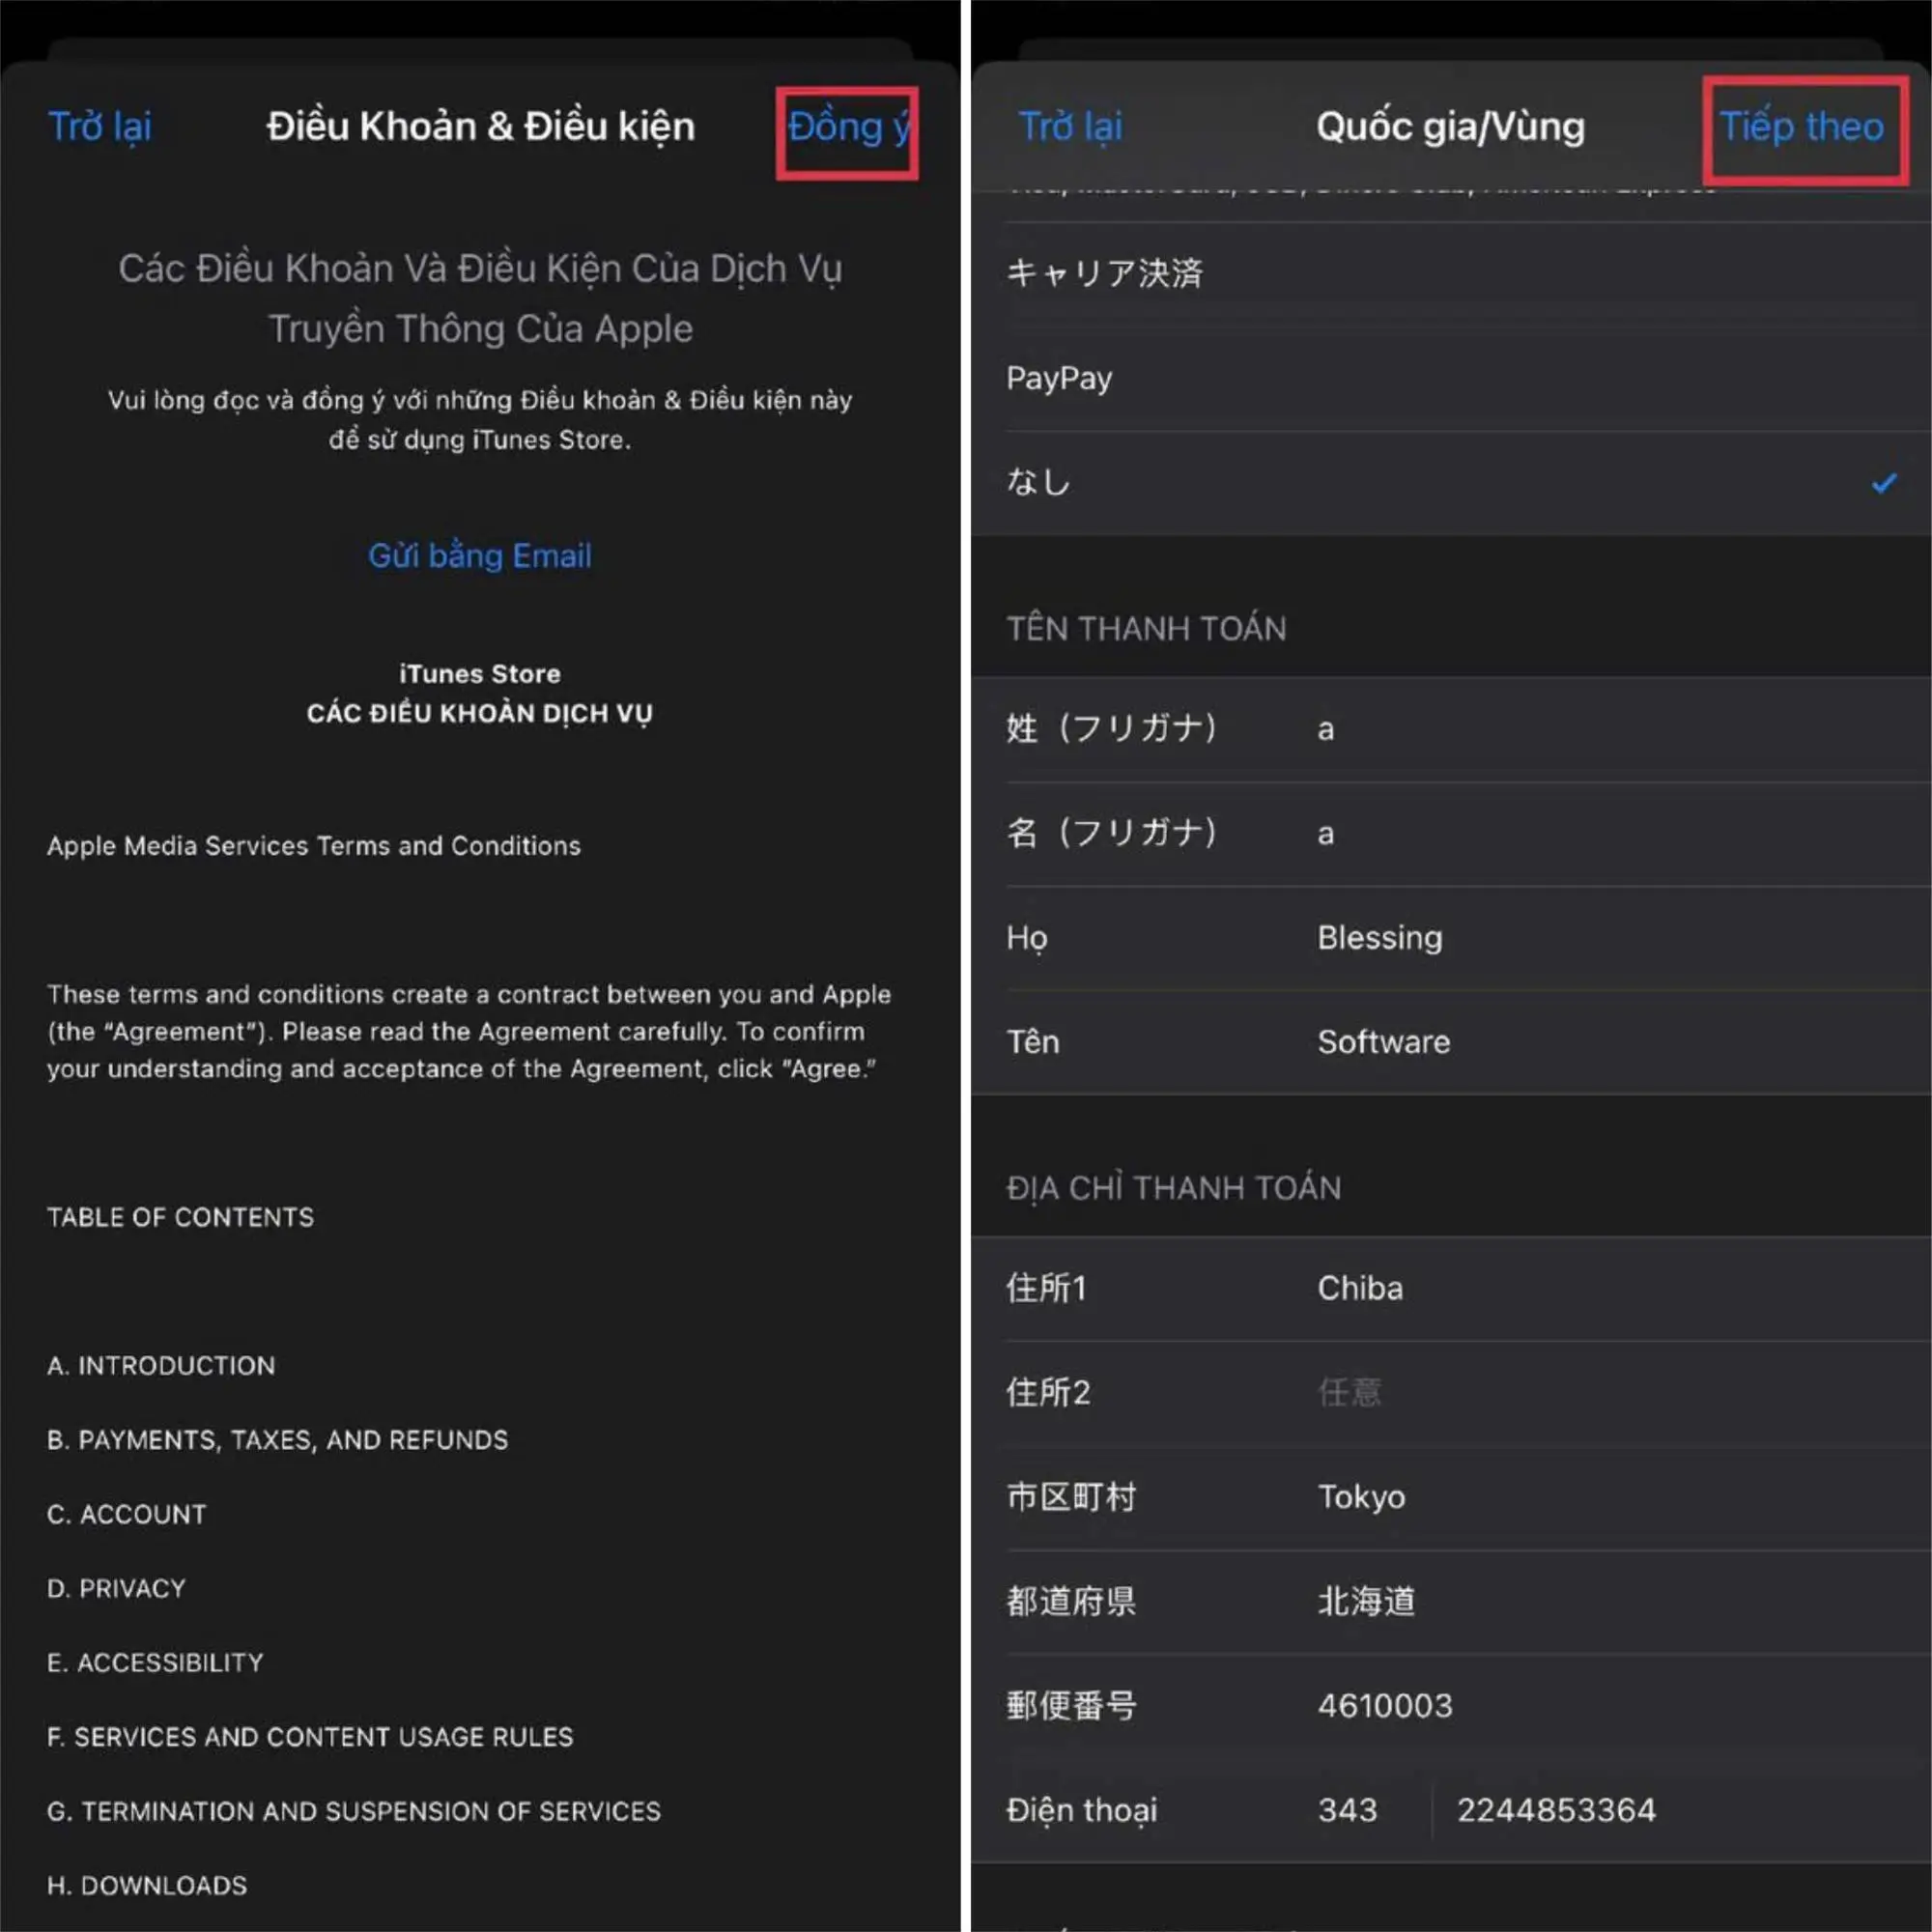 Trở lại
Điều Khoản & Điều kiện
Đồng ý
Các Điều Khoản Và Điều Kiện Của Dịch Vụ
Truyền Thông Của Apple
Vui lòng đọc và đồng ý với những Điều khoản & Điều kiện này
để sử dụng iTunes Store.
Gửi bằng Email
iTunes Store
CÁC ĐIỀU KHOẢN DỊCH VỤ
Apple Media Services Terms and Conditions
These terms and conditions create a contract between you and Apple
(the “Agreement”). Please read the Agreement carefully. To confirm
your understanding and acceptance of the Agreement, click “Agree.”
TABLE OF CONTENTS
A. INTRODUCTION
B. PAYMENTS, TAXES, AND REFUNDS
C. ACCOUNT
D. PRIVACY
E. ACCESSIBILITY
F. SERVICES AND CONTENT USAGE RULES
G. TERMINATION AND SUSPENSION OF SERVICES
H. DOWNLOADS
Trở lại
Quốc gia/Vùng
Tiếp theo
キャリア決済
PayPay
なし
TÊN THANH TOÁN
姓（フリガナ） a
名（フリガナ） a
Họ Blessing
Tên Software
ĐỊA CHỈ THANH TOÁN
住所1 Chiba
住所2 任意
市区町村 Tokyo
都道府県 北海道
郵便番号 4610003
Điện thoại 343 2244853364